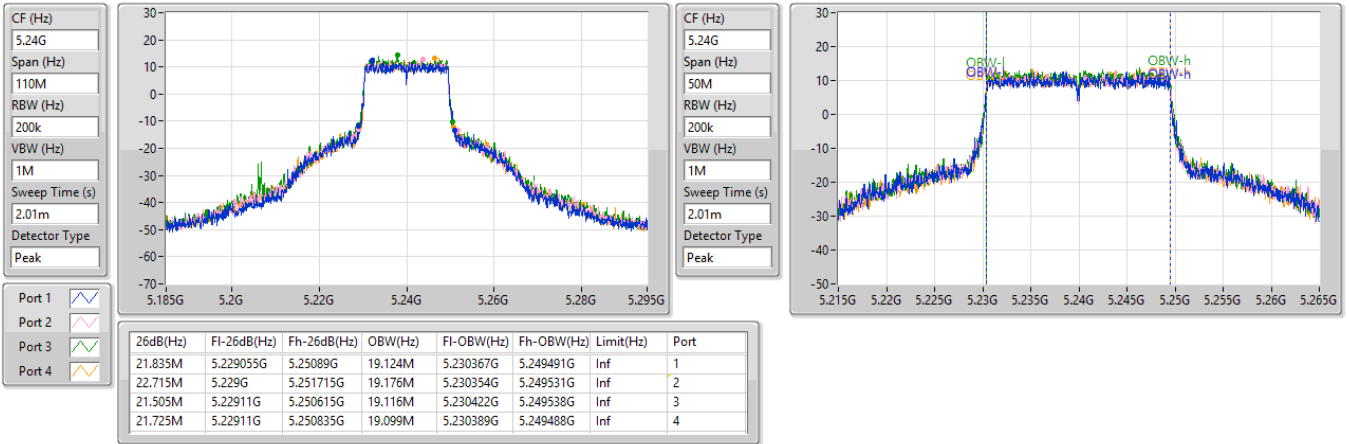 CF (Hz)
5.24G
Span (Hz)
110M
RBW (Hz)
200k
VBW (Hz)
1M
Sweep Time (s)
2.01m
Detector Type
Peak
30
20
10
0
-10
-20
-30
-40
-50
-60
-70
5.185G 5.2G 5.22G 5.24G 5.26G 5.28G 5.295G
CF (Hz)
5.24G
Span (Hz)
50M
RBW (Hz)
200k
VBW (Hz)
1M
Sweep Time (s)
2.01m
Detector Type
Peak
30
20
10
0
-10
-20
-30
-40
-50
OBW-l OBW-h
OBW-h
5.215G 5.22G 5.225G 5.23G 5.235G 5.24G 5.245G 5.25G 5.255G 5.26G 5.265G
Port 1
Port 2
Port 3
Port 4
26dB(Hz) Fl-26dB(Hz) Fh-26dB(Hz) OBW(Hz) Fl-OBW(Hz) Fh-OBW(Hz) Limit(Hz) Port
21.835M 5.229055G 5.25089G 19.124M 5.230367G 5.249491G Inf 1
22.715M 5.229G 5.251715G 19.176M 5.230354G 5.249531G Inf 2
21.505M 5.22911G 5.250615G 19.116M 5.230422G 5.249538G Inf 3
21.725M 5.22911G 5.250835G 19.099M 5.230389G 5.249488G Inf 4